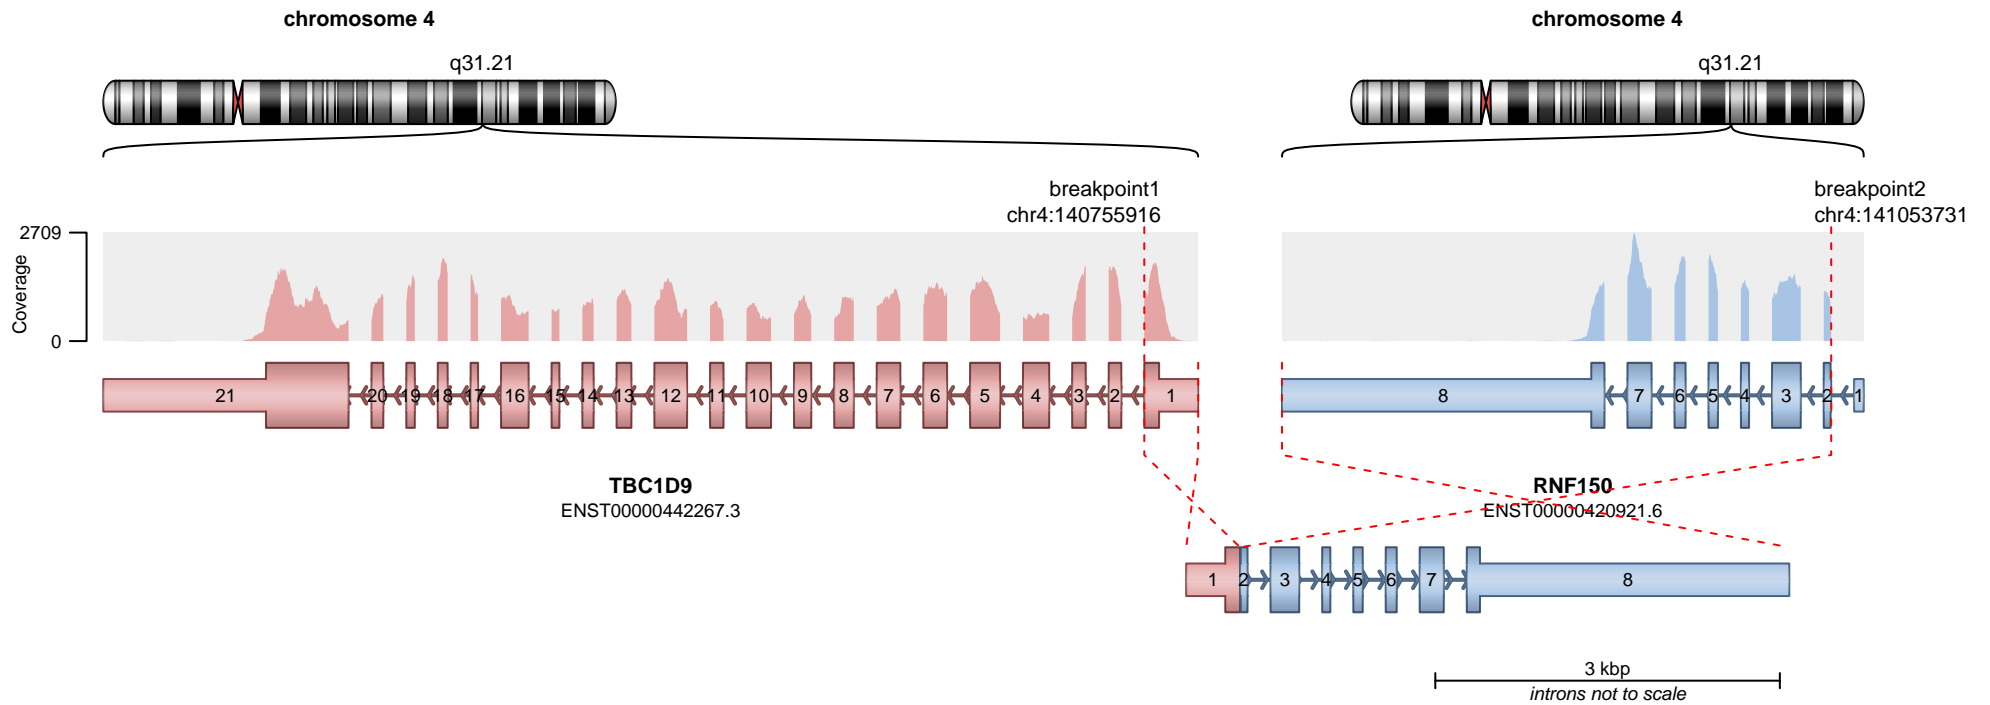 chromosome 4
chromosome 4
q31.21
q31.21
breakpoint1
chr4:140755916
breakpoint2
chr4:141053731
2709
Coverage
0
21 20 19 18 17 16 15 14 13 12 11 10 9 8 7 6 5 4 3 2 1
8 7 6 5 4 3 2 1
TBC1D9
ENST00000442267.3
RNF150
ENST00000420921.6
1 2 3 4 5 6 7 8
3 kbp
introns not to scale